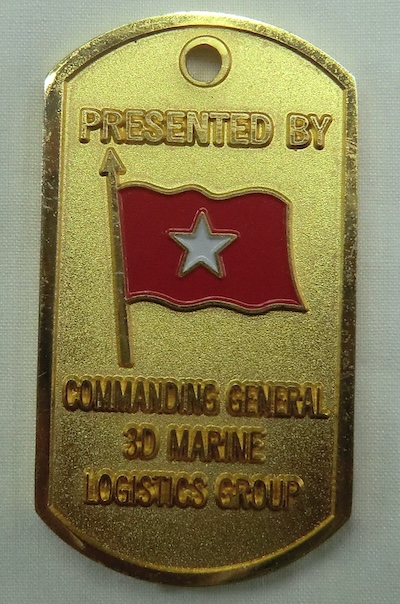 PRESENTED BY
COMMANDING GENERAL
3D MARINE
LOGISTICS GROUP